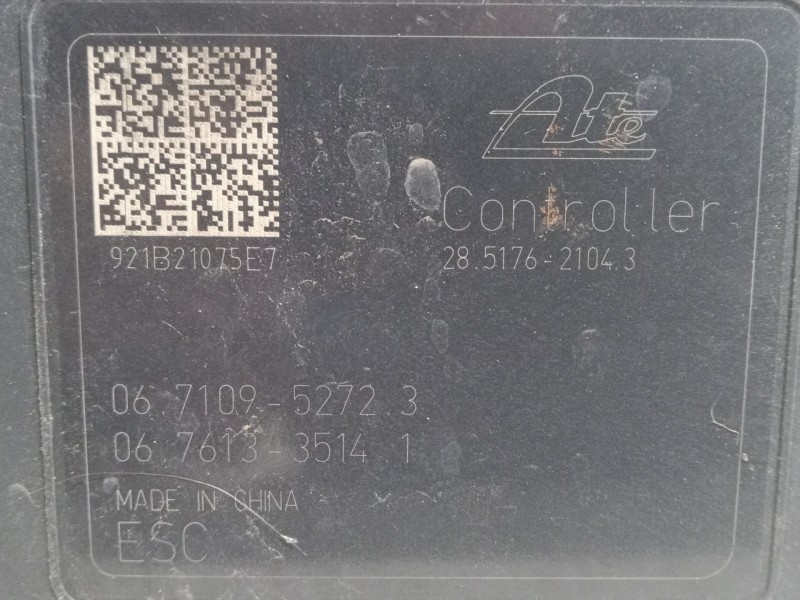 Ate
Controller
921B21075E7
28.5176-2104.3
06.7109-5272.3
06.7613-3514.1
MADE IN CHINA
ESC